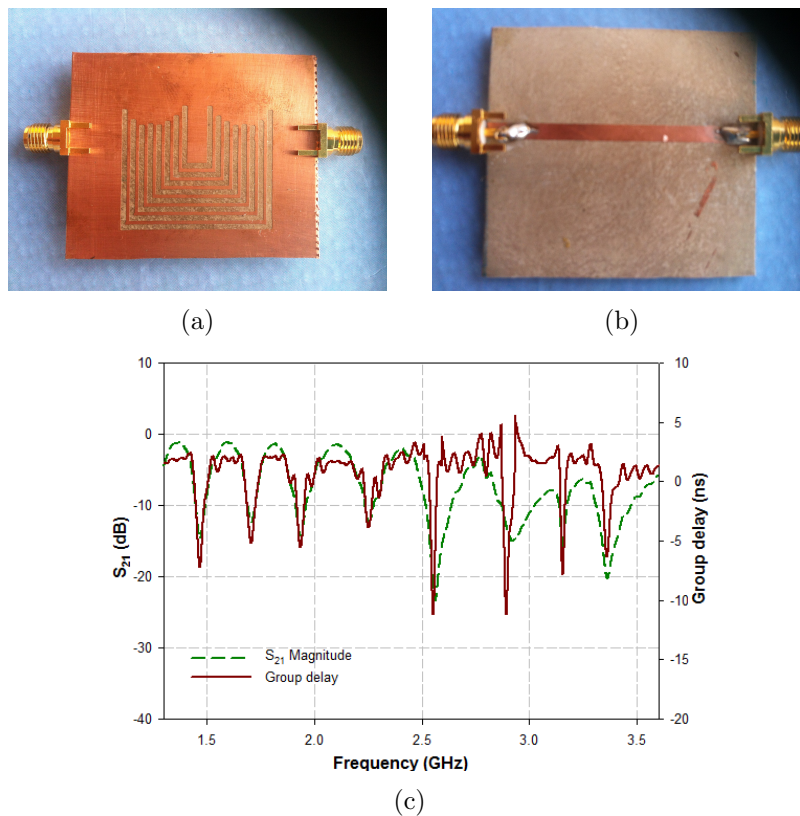 (a)
(b)
10
0
-10
-20
-30
-40
S21 (dB)
10
5
0
-5
-10
-15
-20
Group delay (ns)
S21 Magnitude
Group delay
1.5
2.0
2.5
3.0
3.5
Frequency (GHz)
(c)